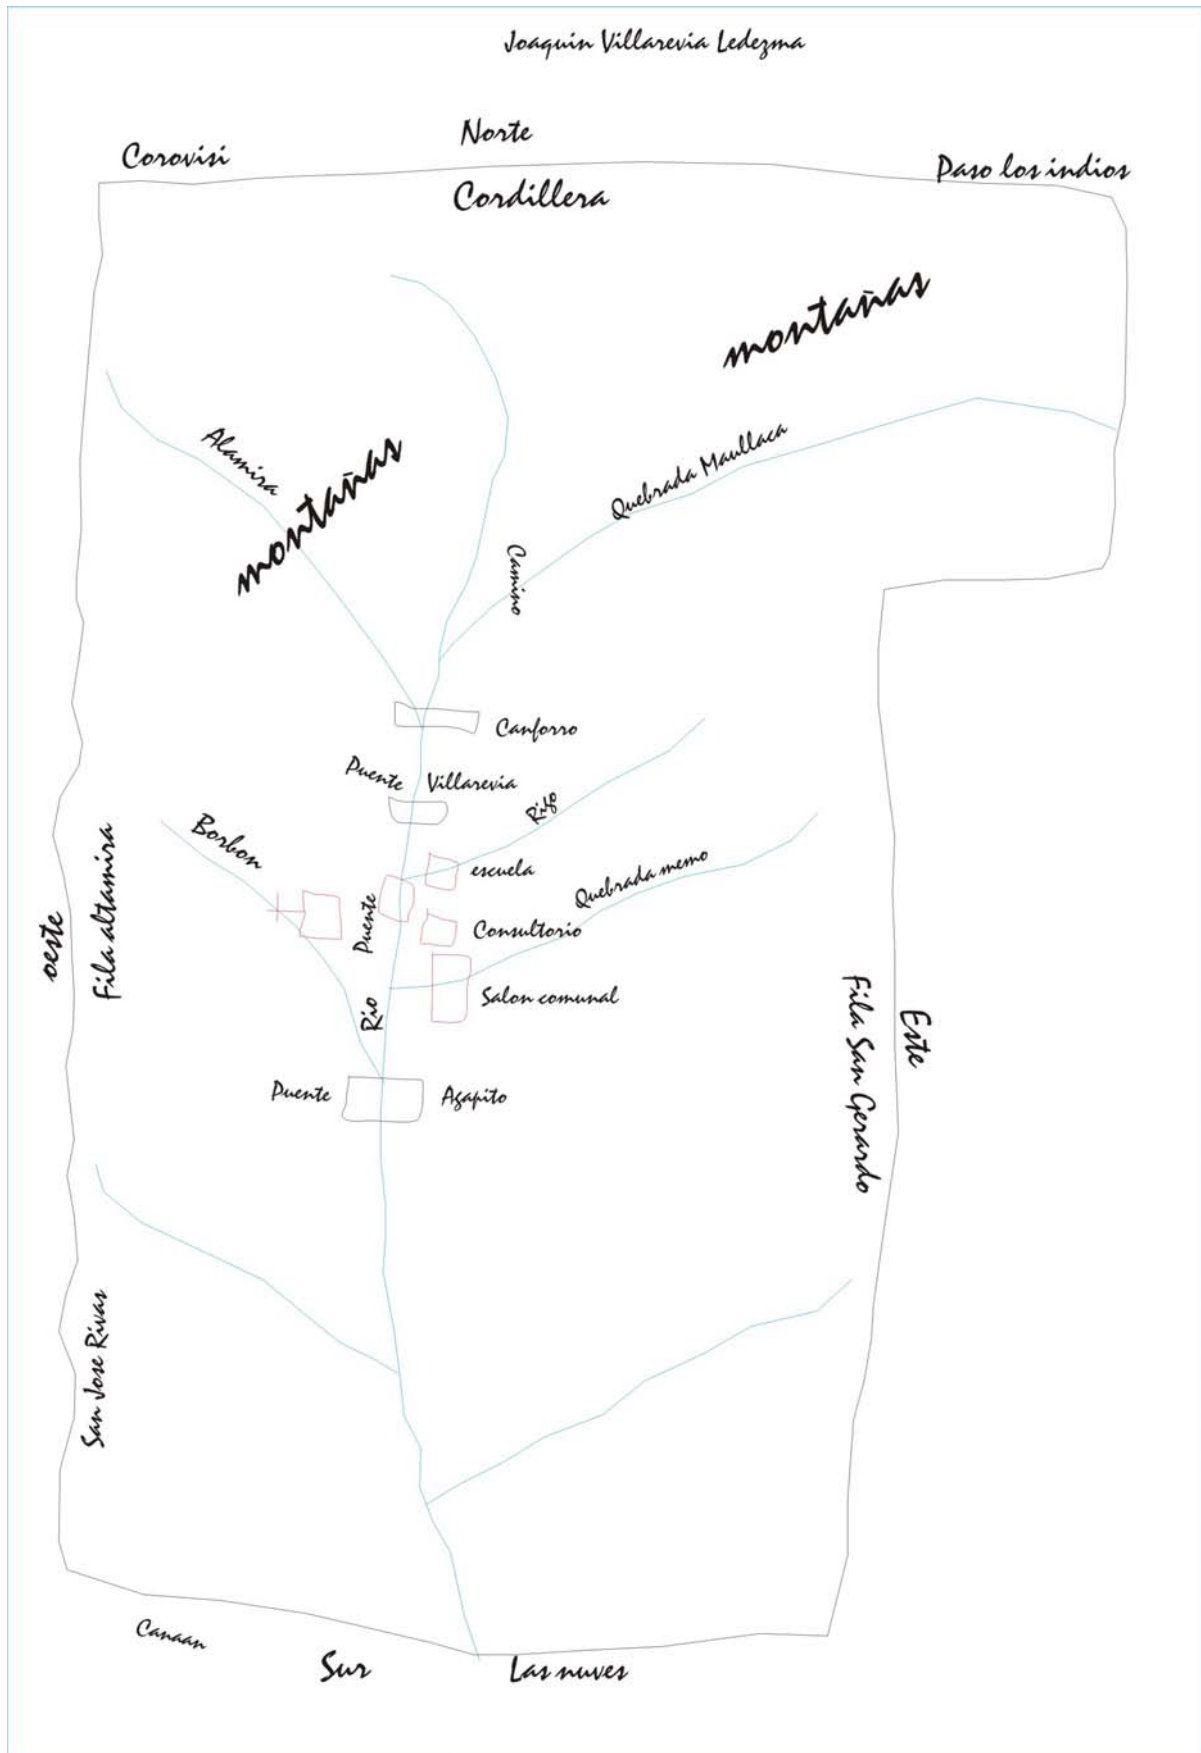 Joaquin Villarevia Ledezma
Norte
Corovisi
Paso los indios
Cordillera
montañas
Alamira
montañas
Quebrada Maullaca
Camino
Canforro
Puente Villarevia
Rifo
Borbon
escuela
Quebrada memo
Puente
Consultorio
oeste
Fila altamira
Salon comunal
Rio
Fila San Gerardo
Este
Puente Agapito
San Jose Rivas
Canaan
Sur
Las nuves